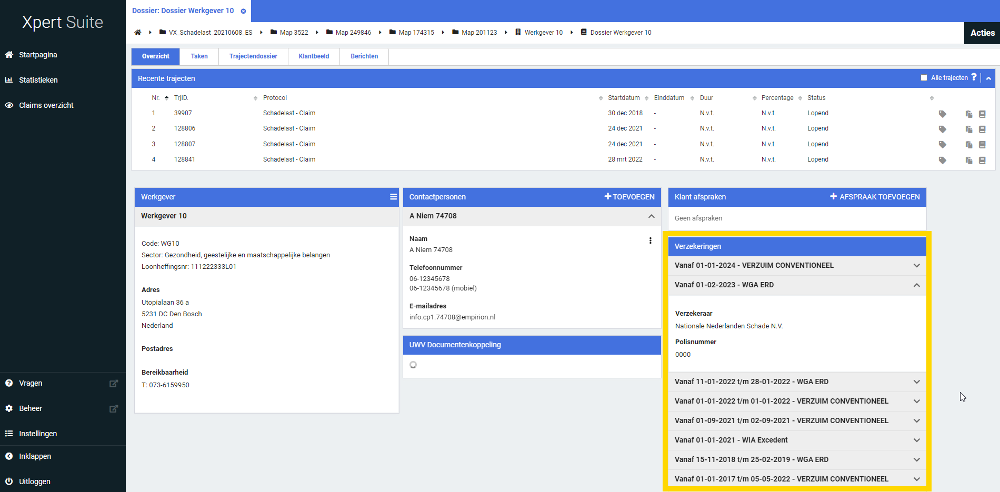 Xpert Suite
Startpagina
Statistieken
Claims overzicht
Vragen
Beheer
Instellingen
Inklappen
Uitloggen
Dossier: Dossier Werkgever 10
VX_Schadelast_20210608_ES Map 3522 Map 249846 Map 174315 Map 201123 Werkgever 10 Dossier Werkgever 10
Acties
Overzicht Taken Trajectendossier Klantbeeld Berichten
Recente trajecten Alle trajecten ?
Nr. TrjID. Protocol Startdatum Einddatum Duur Percentage Status
1 39907 Schadelast - Claim 30 dec 2018 - N.v.t. N.v.t. Lopend
2 128806 Schadelast - Claim 24 dec 2021 - N.v.t. N.v.t. Lopend
3 128807 Schadelast - Claim 24 dec 2021 - N.v.t. N.v.t. Lopend
4 128841 Schadelast - Claim 28 mrt 2022 - N.v.t. N.v.t. Lopend
Werkgever
Werkgever 10
Code: WG10
Sector: Gezondheid, geestelijke en maatschappelijke belangen
Loonheffingsnr: 111222333L01
Adres
Utopialaan 36 a
5231 DC Den Bosch
Nederland
Postadres
Bereikbaarheid
T: 073-6159950
Contactpersonen + TOEVOEGEN
A Niem 74708
Naam
A Niem 74708
Telefoonnummer
06-12345678
06-12345678 (mobiel)
E-mailadres
info.cp1.74708@empirion.nl
UWV Documentenkoppeling
Klant afspraken + AFSPRAAK TOEVOEGEN
Geen afspraken
Verzekeringen
Vanaf 01-01-2024 - VERZUIM CONVENTIONEEL
Vanaf 01-02-2023 - WGA ERD
Verzekeraar
Nationale Nederlanden Schade N.V.
Polisnummer
0000
Vanaf 11-01-2022 t/m 28-01-2022 - WGA ERD
Vanaf 01-01-2022 t/m 01-01-2022 - VERZUIM CONVENTIONEEL
Vanaf 01-09-2021 t/m 02-09-2021 - VERZUIM CONVENTIONEEL
Vanaf 01-01-2021 - WIA Excedent
Vanaf 15-11-2018 t/m 25-02-2019 - WGA ERD
Vanaf 01-01-2017 t/m 05-05-2022 - VERZUIM CONVENTIONEEL